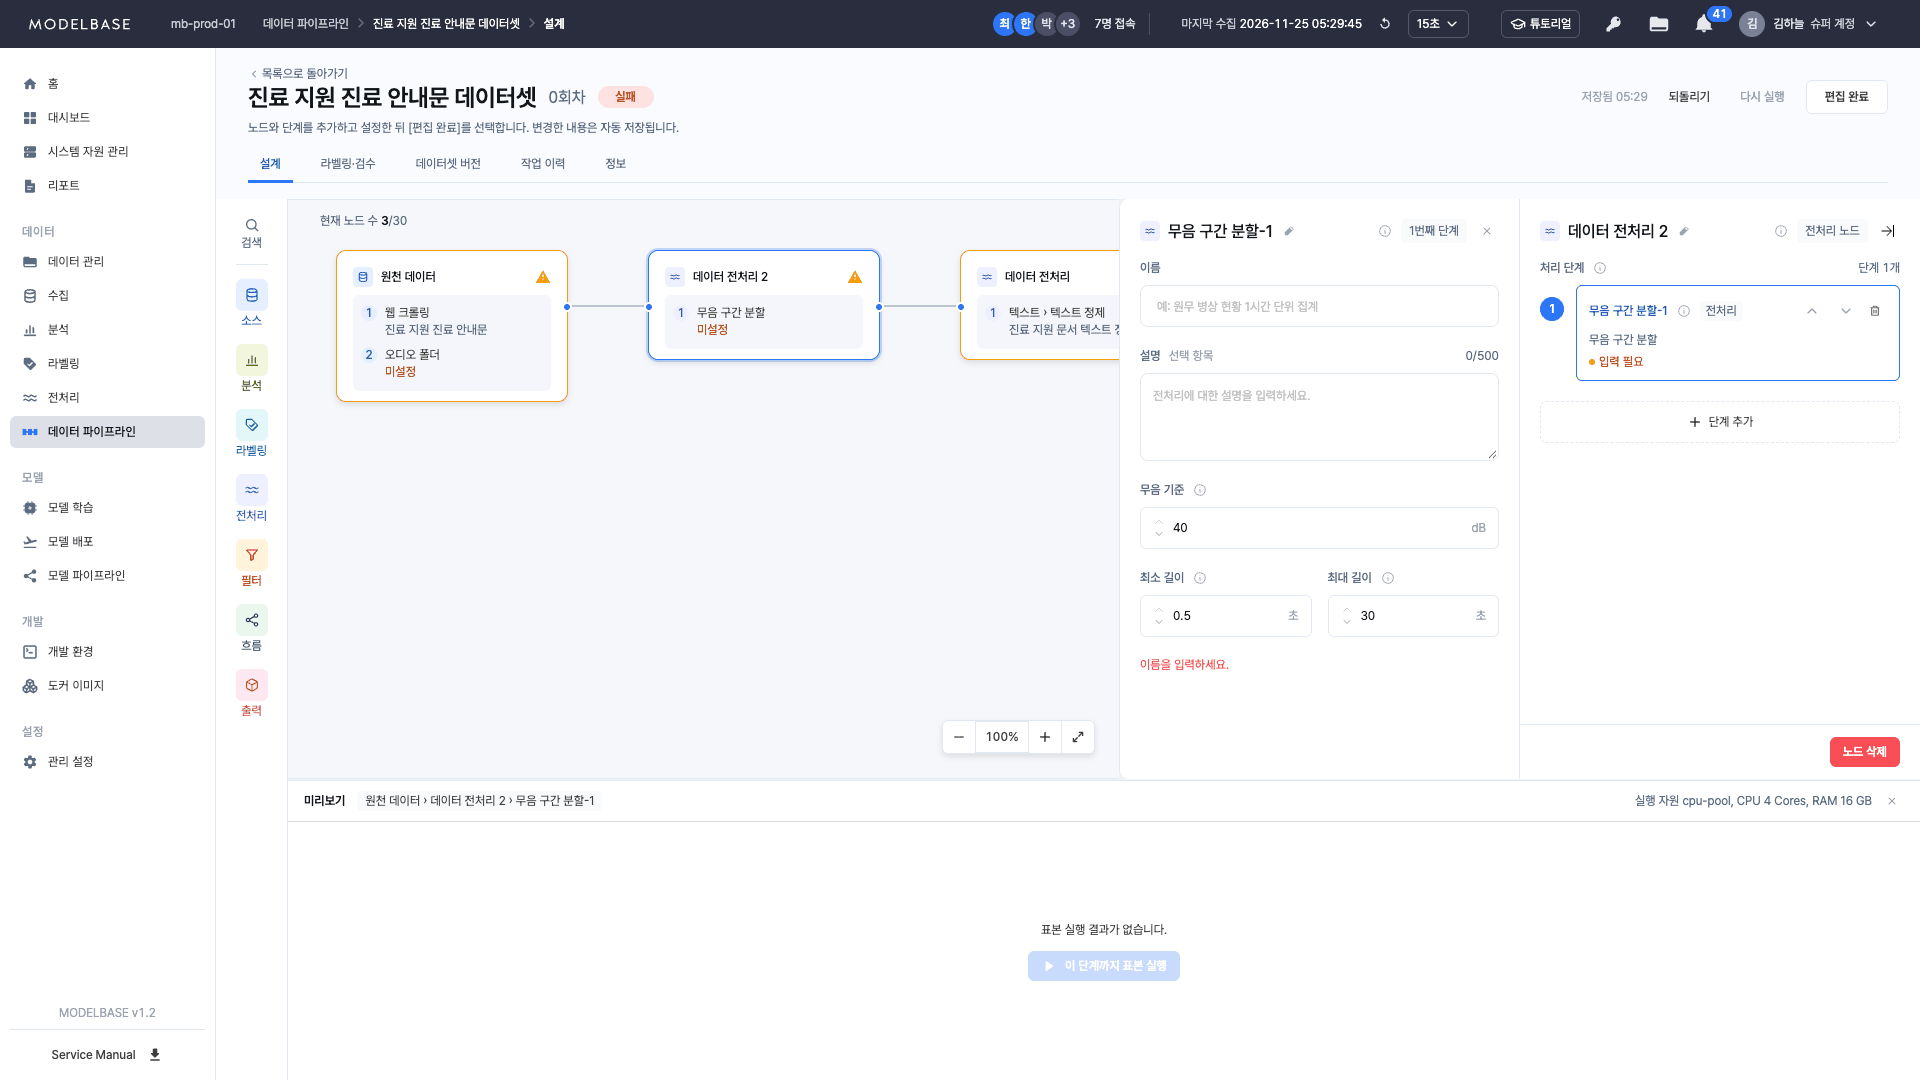 MODELBASE
mb-prod-01
데이터 파이프라인 > 진료 지원 진료 안내문 데이터셋 > 설계
최 한 박 +3 7명 접속
마지막 수집 2026-11-25 05:29:45
15초
튜토리얼
41
김 김하늘 슈퍼 계정
홈
대시보드
시스템 자원 관리
리포트
데이터
데이터 관리
수집
분석
라벨링
전처리
데이터 파이프라인
모델
모델 학습
모델 배포
모델 파이프라인
개발
개발 환경
도커 이미지
설정
관리 설정
MODELBASE v1.2
Service Manual
목록으로 돌아가기
진료 지원 진료 안내문 데이터셋 0회차 실패
노드와 단계를 추가하고 설정한 뒤 [편집 완료]를 선택합니다. 변경한 내용은 자동 저장됩니다.
저장됨 05:29 되돌리기 다시 실행 편집 완료
설계 라벨링·검수 데이터셋 버전 작업 이력 정보
검색
소스
분석
라벨링
전처리
필터
흐름
출력
현재 노드 수 3/30
원천 데이터
1 웹 크롤링
진료 지원 진료 안내문
2 오디오 폴더
미설정
데이터 전처리 2
1 무음 구간 분할
미설정
데이터 전처리
1 텍스트 › 텍스트 정제
진료 지원 문서 텍스트 정
100%
무음 구간 분할-1 1번째 단계
이름
예: 원무 병상 현황 1시간 단위 집계
설명 선택 항목 0/500
전처리에 대한 설명을 입력하세요.
무음 기준
40 dB
최소 길이 최대 길이
0.5 초 30 초
이름을 입력하세요.
데이터 전처리 2 전처리 노드
처리 단계 단계 1개
1 무음 구간 분할-1 전처리
무음 구간 분할
입력 필요
단계 추가
노드 삭제
미리보기 원천 데이터 › 데이터 전처리 2 › 무음 구간 분할-1
실행 자원 cpu-pool, CPU 4 Cores, RAM 16 GB
표본 실행 결과가 없습니다.
이 단계까지 표본 실행